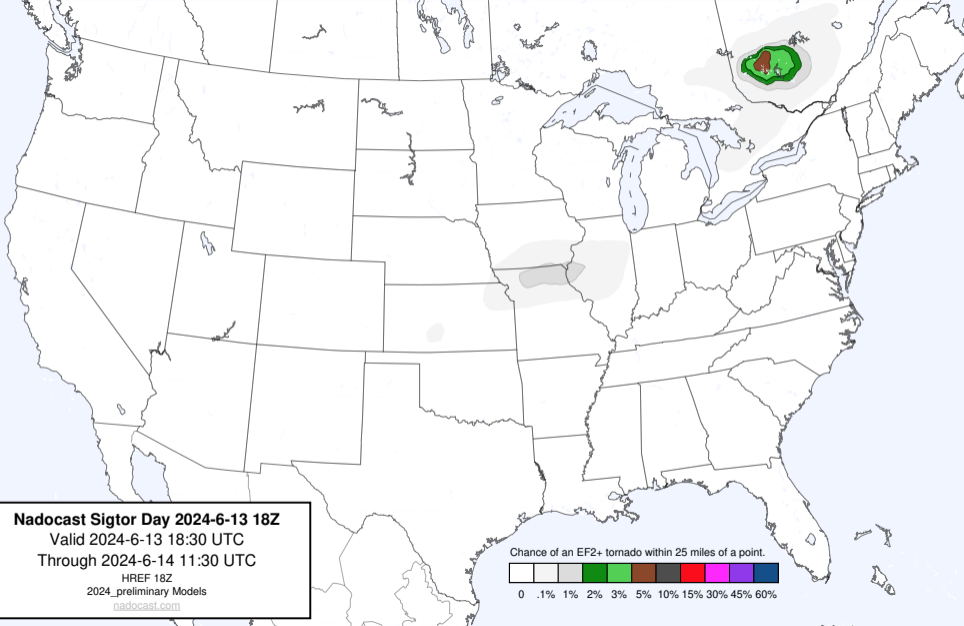 Nadocast Sigtor Day 2024-6-13 18Z
Valid 2024-6-13 18:30 UTC
Through 2024-6-14 11:30 UTC
HREF 18Z
2024_preliminary Models
nadocast.com
Chance of an EF2+ tornado within 25 miles of a point.
0 .1% 1% 2% 3% 5% 10% 15% 30% 45% 60%